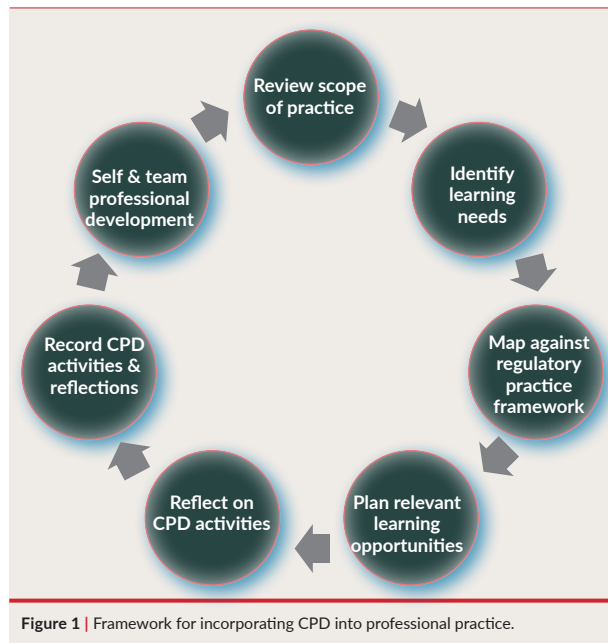 Review scope
of practice
Identify
learning
needs
Map against
regulatory
practice
framework
Plan relevant
learning
opportunities
Reflect on
CPD activities
Record CPD
activities &
reflections
Self & team
professional
development
Figure 1 | Framework for incorporating CPD into professional practice.